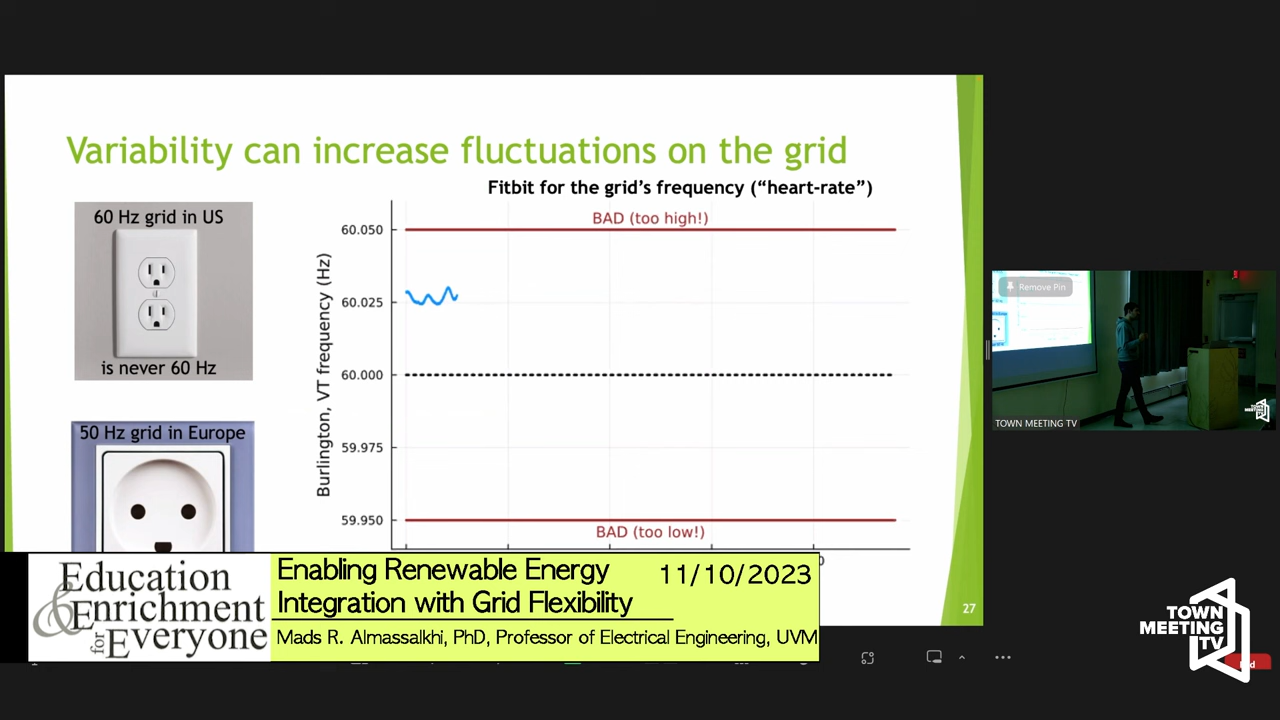 Variability can increase fluctuations on the grid
Fitbit for the grid's frequency (“heart-rate”)
60 Hz grid in US
is never 60 Hz
50 Hz grid in Europe
Burlington, VT frequency (Hz)
60.050
60.025
60.000
59.975
59.950
BAD (too high!)
BAD (too low!)
27
Remove Pin
TOWN MEETING TV
Education
& Enrichment
for Everyone
Enabling Renewable Energy
Integration with Grid Flexibility
11/10/2023
Mads R. Almassalkhi, PhD, Professor of Electrical Engineering, UVM
TOWN
MEETING
TV